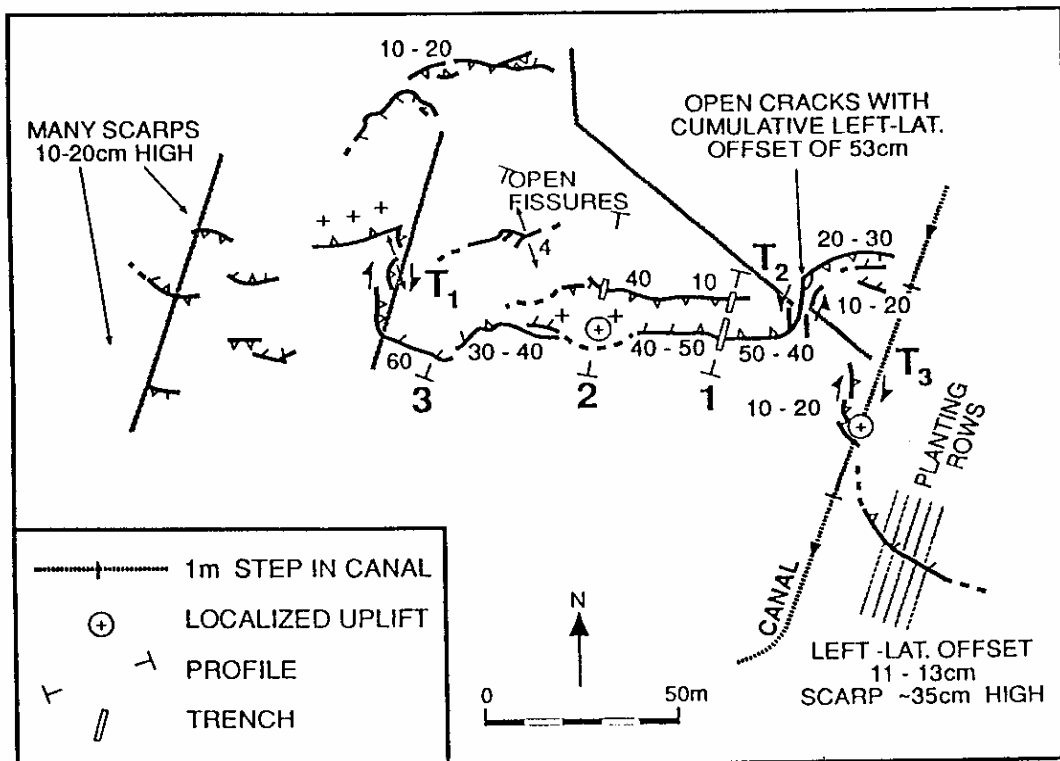 10 - 20
MANY SCARPS
10-20cm HIGH
OPEN CRACKS WITH
CUMULATIVE LEFT-LAT.
OFFSET OF 53cm
OPEN
FISSURES
4
T1
T2
20 - 30
10 - 20
40
10
60
30 - 40
40 - 50
50 - 40
3
2
1
T3
10 - 20
PLANTING
ROWS
CANAL
1m STEP IN CANAL
LOCALIZED UPLIFT
PROFILE
TRENCH
N
0
50m
LEFT -LAT. OFFSET
11 - 13cm
SCARP ~35cm HIGH